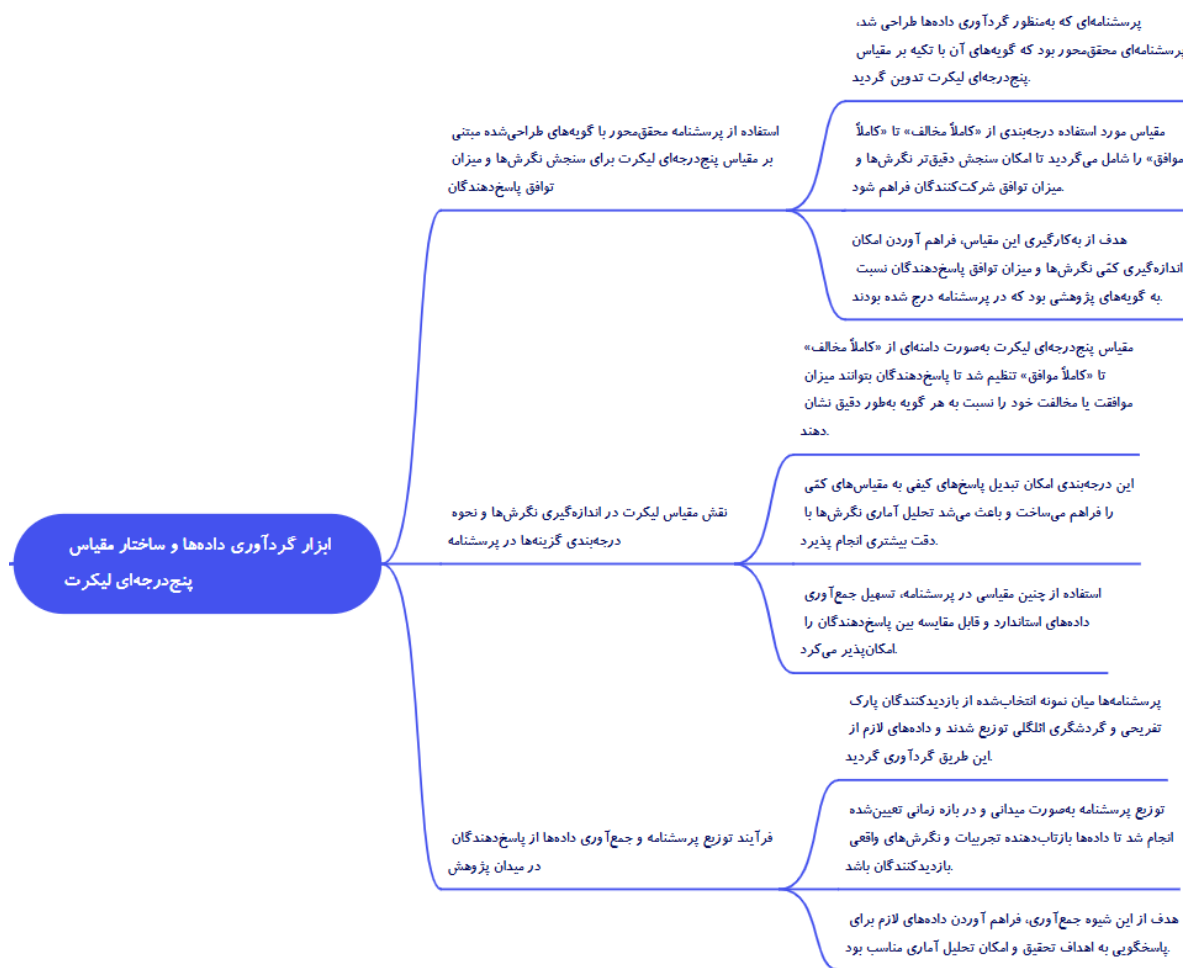 ابزار گردآوری داده‌ها و ساختار مقیاس
پنج‌درجه‌ای لیکرت
استفاده از پرسشنامه محقق‌محور با گویه‌های طراحی‌شده مبتنی
بر مقیاس پنج‌درجه‌ای لیکرت برای سنجش نگرش‌ها و میزان
توافق پاسخ‌دهندگان
پرسشنامه‌ای که به‌منظور گردآوری داده‌ها طراحی شد،
پرسشنامه‌ای محقق‌محور بود که گویه‌های آن با تکیه بر مقیاس
پنج‌درجه‌ای لیکرت تدوین گردید.
مقیاس مورد استفاده درجه‌بندی از «کاملاً مخالف» تا «کاملاً
موافق» را شامل می‌گردید تا امکان سنجش دقیق‌تر نگرش‌ها و
میزان توافق شرکت‌کنندگان فراهم شود.
هدف از به‌کارگیری این مقیاس، فراهم آوردن امکان
اندازه‌گیری کمّی نگرش‌ها و میزان توافق پاسخ‌دهندگان نسبت
به گویه‌های پژوهشی بود که در پرسشنامه درج شده بودند.
نقش مقیاس لیکرت در اندازه‌گیری نگرش‌ها و نحوه
درجه‌بندی گزینه‌ها در پرسشنامه
مقیاس پنج‌درجه‌ای لیکرت به‌صورت دامنه‌ای از «کاملاً مخالف»
تا «کاملاً موافق» تنظیم شد تا پاسخ‌دهندگان بتوانند میزان
موافقت یا مخالفت خود را نسبت به هر گویه به‌طور دقیق نشان
دهند.
این درجه‌بندی امکان تبدیل پاسخ‌های کیفی به مقیاس‌های کمّی
را فراهم می‌ساخت و باعث می‌شد تحلیل آماری نگرش‌ها با
دقت بیشتری انجام پذیرد.
استفاده از چنین مقیاسی در پرسشنامه، تسهیل جمع‌آوری
داده‌های استاندارد و قابل مقایسه بین پاسخ‌دهندگان را
امکان‌پذیر می‌کرد.
فرآیند توزیع پرسشنامه و جمع‌آوری داده‌ها از پاسخ‌دهندگان
در میدان پژوهش
پرسشنامه‌ها میان نمونه انتخاب‌شده از بازدیدکنندگان پارک
تفریحی و گردشگری ائلگلی توزیع شدند و داده‌های لازم از
این طریق گردآوری گردید.
توزیع پرسشنامه به‌صورت میدانی و در بازه زمانی تعیین‌شده
انجام شد تا داده‌ها بازتاب‌دهنده تجربیات و نگرش‌های واقعی
بازدیدکنندگان باشد.
هدف از این شیوه جمع‌آوری، فراهم آوردن داده‌های لازم برای
پاسخگویی به اهداف تحقیق و امکان تحلیل آماری مناسب بود.